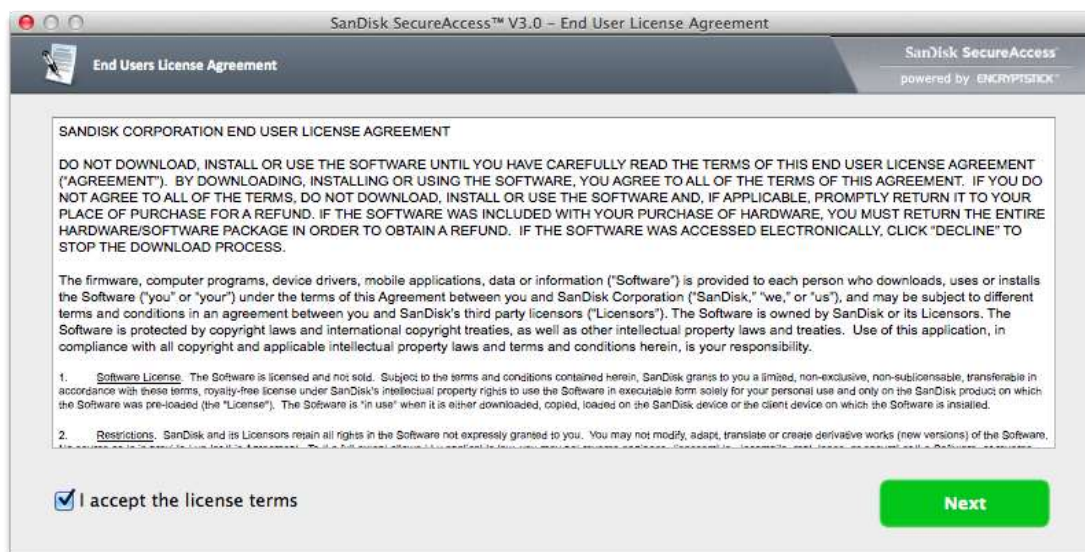 SanDisk SecureAccess™ V3.0 – End User License Agreement
End Users License Agreement
SanDisk SecureAccess™
powered by ENCRYPTSTICK™
SANDISK CORPORATION END USER LICENSE AGREEMENT
DO NOT DOWNLOAD, INSTALL OR USE THE SOFTWARE UNTIL YOU HAVE CAREFULLY READ THE TERMS OF THIS END USER LICENSE AGREEMENT
("AGREEMENT").  BY DOWNLOADING, INSTALLING OR USING THE SOFTWARE, YOU AGREE TO ALL OF THE TERMS OF THIS AGREEMENT.  IF YOU DO
NOT AGREE TO ALL OF THE TERMS, DO NOT DOWNLOAD, INSTALL OR USE THE SOFTWARE AND, IF APPLICABLE, PROMPTLY RETURN IT TO YOUR
PLACE OF PURCHASE FOR A REFUND. IF THE SOFTWARE WAS INCLUDED WITH YOUR PURCHASE OF HARDWARE, YOU MUST RETURN THE ENTIRE
HARDWARE/SOFTWARE PACKAGE IN ORDER TO OBTAIN A REFUND.  IF THE SOFTWARE WAS ACCESSED ELECTRONICALLY, CLICK "DECLINE" TO
STOP THE DOWNLOAD PROCESS.
The firmware, computer programs, device drivers, mobile applications, data or information ("Software") is provided to each person who downloads, uses or installs
the Software ("you" or "your") under the terms of this Agreement between you and SanDisk Corporation ("SanDisk," "we," or "us"), and may be subject to different
terms and conditions in an agreement between you and SanDisk's third party licensors ("Licensors"). The Software is owned by SanDisk or its Licensors. The
Software is protected by copyright laws and international copyright treaties, as well as other intellectual property laws and treaties.  Use of this application, in
compliance with all copyright and applicable intellectual property laws and terms and conditions herein, is your responsibility.
1. Software License.  The Software is licensed and not sold.  Subject to the terms and conditions contained herein, SanDisk grants to you a limited, non-exclusive, non-sublicensable, transferable in
accordance with these terms, royalty-free license under SanDisk's intellectual property rights to use the Software in executable form solely for your personal use and only on the SanDisk product on which
the Software was pre-loaded (the "License").  The Software is "in use" when it is either downloaded, copied, loaded on the SanDisk device or the client device on which the Software is installed.
2. Restrictions.  SanDisk and its Licensors retain all rights in the Software not expressly granted to you.  You may not modify, adapt, translate or create derivative works (new versions) of the Software,
I accept the license terms
Next